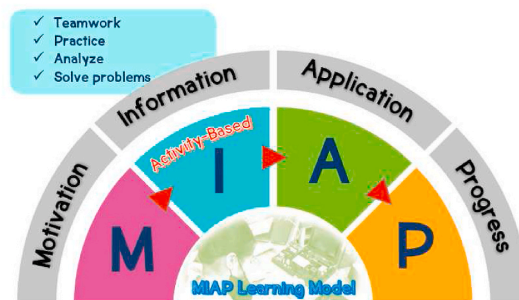 ✓ Teamwork
✓ Practice
✓ Analyze
✓ Solve problems
Motivation
Information
Application
Progress
Activity-Based
M
I
A
P
MIAP Learning Model